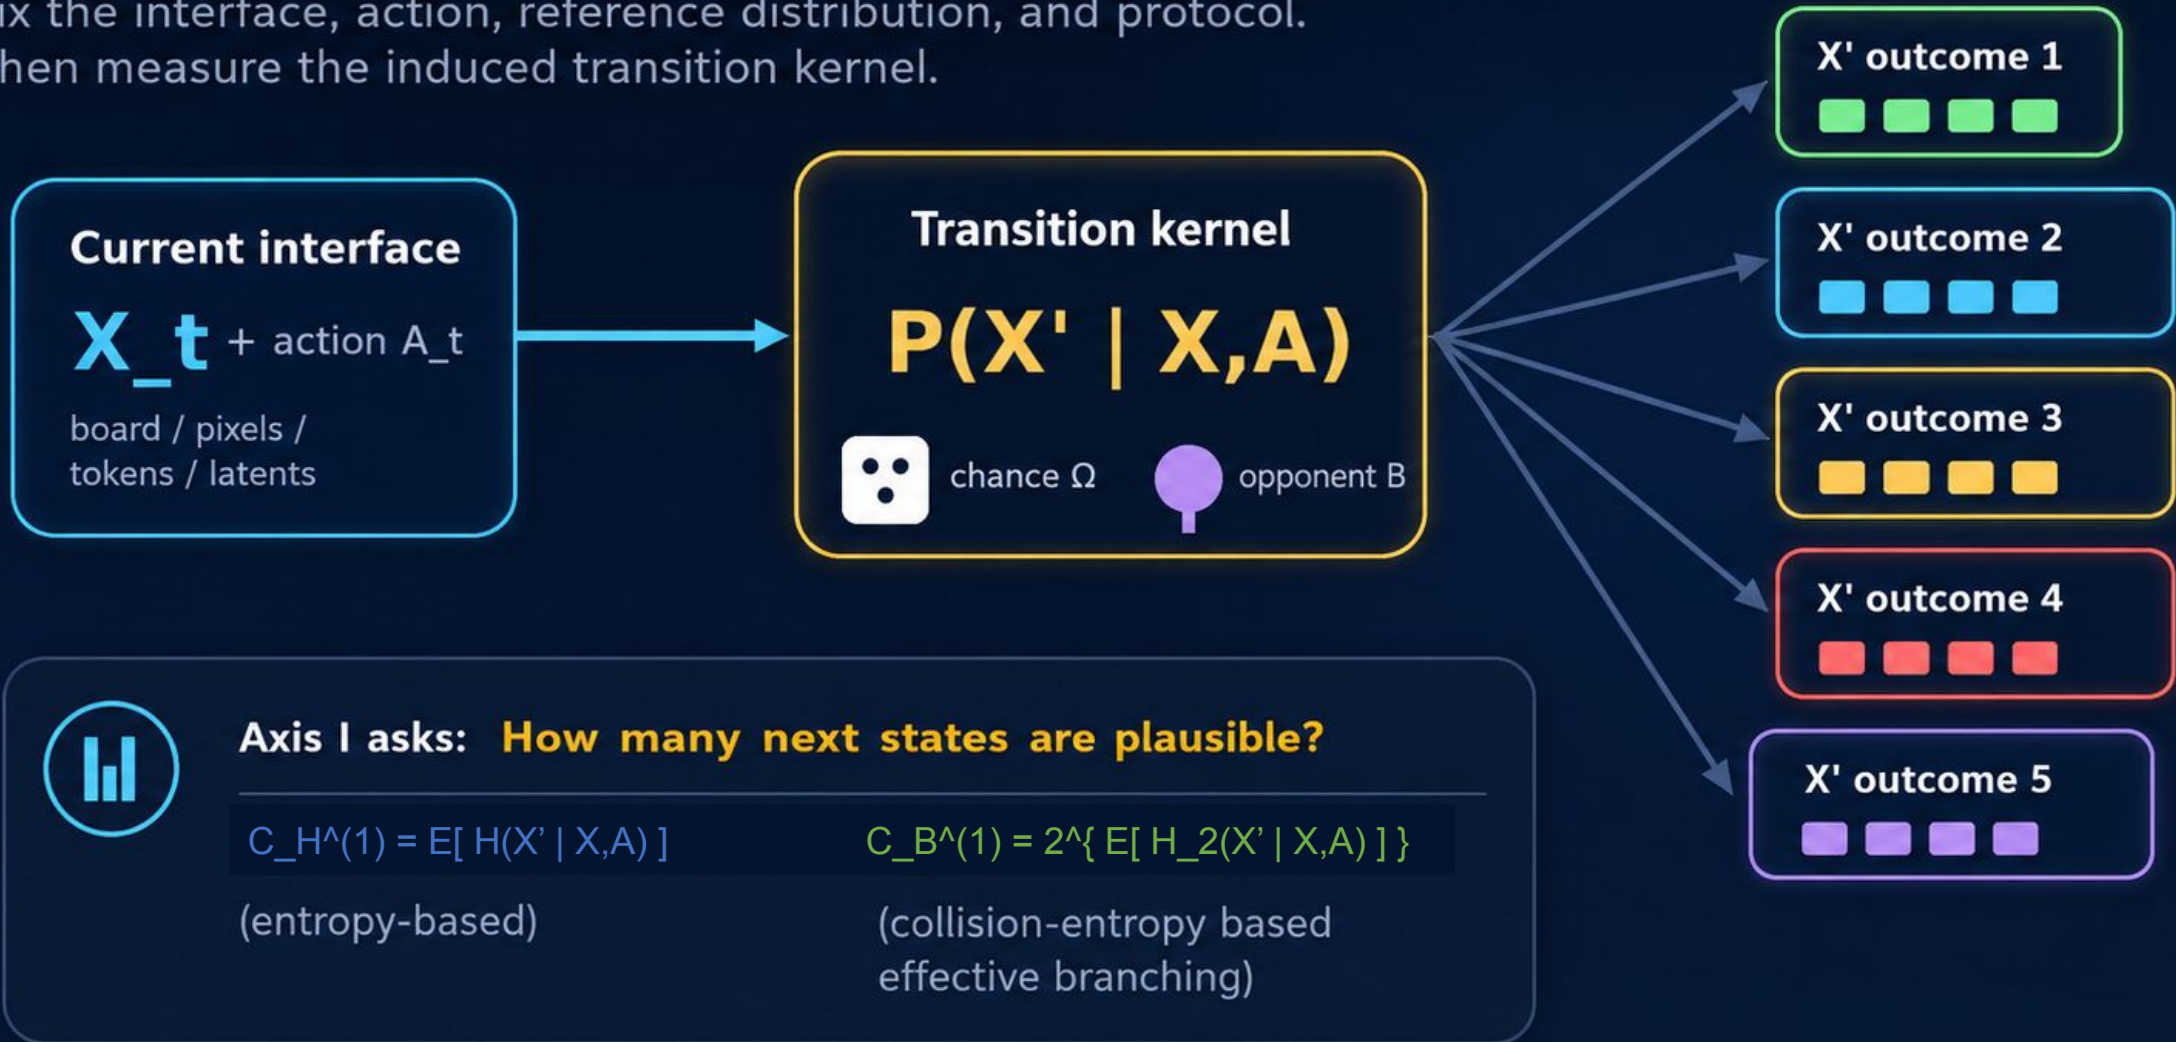 ix the interface, action, reference distribution, and protocol.
hen measure the induced transition kernel.
Current interface
X_t + action A_t
board / pixels /
tokens / latents
Transition kernel
P(X' | X,A)
chance Ω
opponent B
X' outcome 1
X' outcome 2
X' outcome 3
X' outcome 4
X' outcome 5
Axis I asks: How many next states are plausible?
C_H^(1) = E[ H(X’ | X,A) ]
(entropy-based)
C_B^(1) = 2^{ E[ H_2(X’ | X,A) ] }
(collision-entropy based
effective branching)